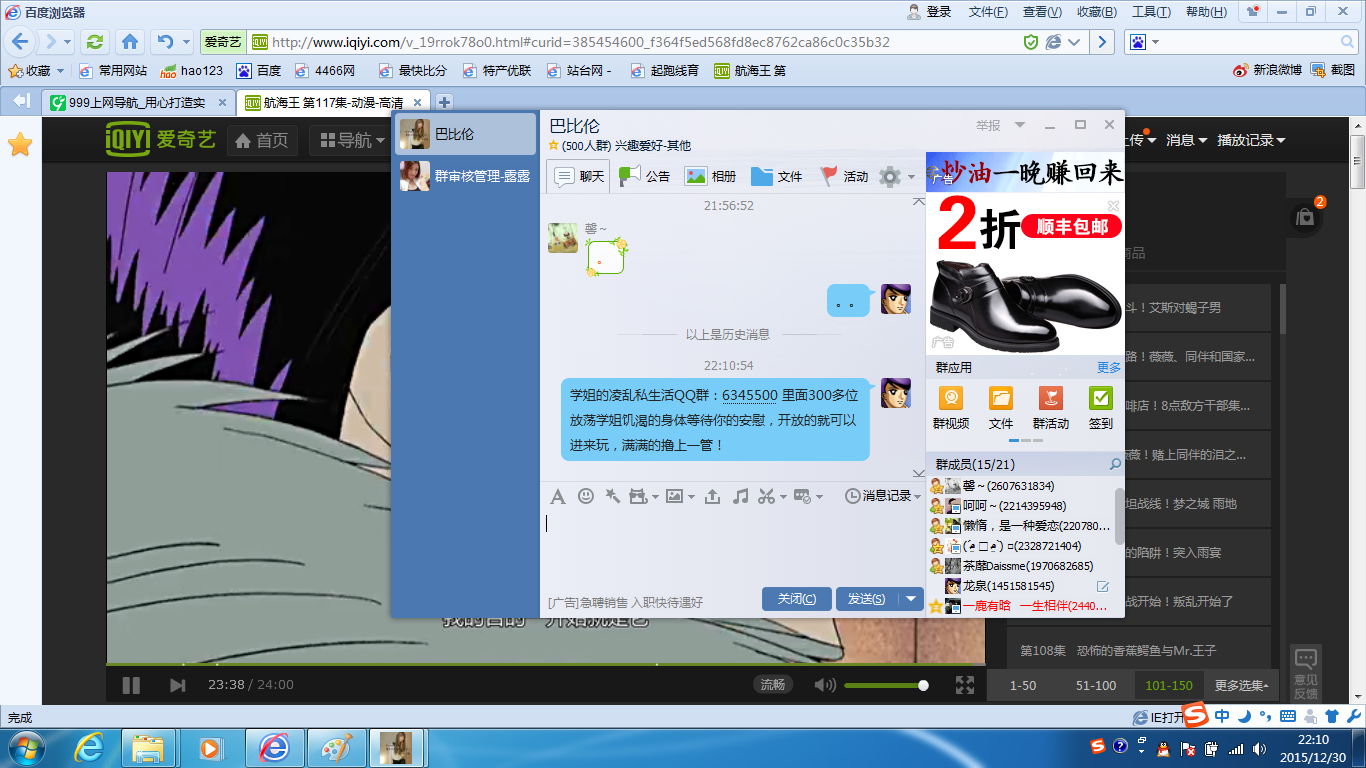 百度浏览器
登录 文件(F) 查看(V) 收藏(B) 工具(T) 帮助(H)
爱奇艺 http://www.iqiyi.com/v_19rrok78o0.html#curid=385454600_f364f5ed568fd8ec8762ca86c0c35b32
收藏 常用网站 hao123 百度 4466网 最快比分 特产优联 站台网 - 起跑线育 航海王 第 新浪微博 截图
999上网导航_用心打造实 航海王 第117集-动漫-高清
iQIYI 爱奇艺 首页 导航
上传 消息 播放记录
2
巴比伦
群审核管理-露露
巴比伦
举报
(500人群) 兴趣爱好-其他
聊天 公告 相册 文件 活动
21:56:52
馨～
。
。。
以上是历史消息
22:10:54
学姐的凌乱私生活QQ群：6345500 里面300多位
放荡学姐饥渴的身体等待你的安慰，开放的就可以
进来玩，满满的撸上一管！
消息记录
[广告]急聘销售 入职快待遇好
关闭(C) 发送(S)
炒油一晚赚回来
广告
2折 顺丰包邮
广告
群应用 更多
群视频 文件 群活动 签到
群成员(15/21)
馨～(2607631834)
呵呵～(2214395948)
懒惰，是一种爱恋(220780...
(2328721404)
荼蘼Daissme(1970682685)
龙泉(1451581545)
一鹿有晗 一生相伴(2440...
商品
斗！艾斯对蝎子男
路！薇薇、同伴和国家...
啡店！8点敌方干部集...
薇！赌上同伴的泪之...
坦战线！梦之城 雨地
的陷阱！突入雨宴
战开始！叛乱开始了
第108集 恐怖的香蕉鳄鱼与Mr.王子
1-50 51-100 101-150 更多选集
意见
反馈
我的目的一开始就是它
23:38 / 24:00
流畅
完成
IE打开
中
22:10
2015/12/30